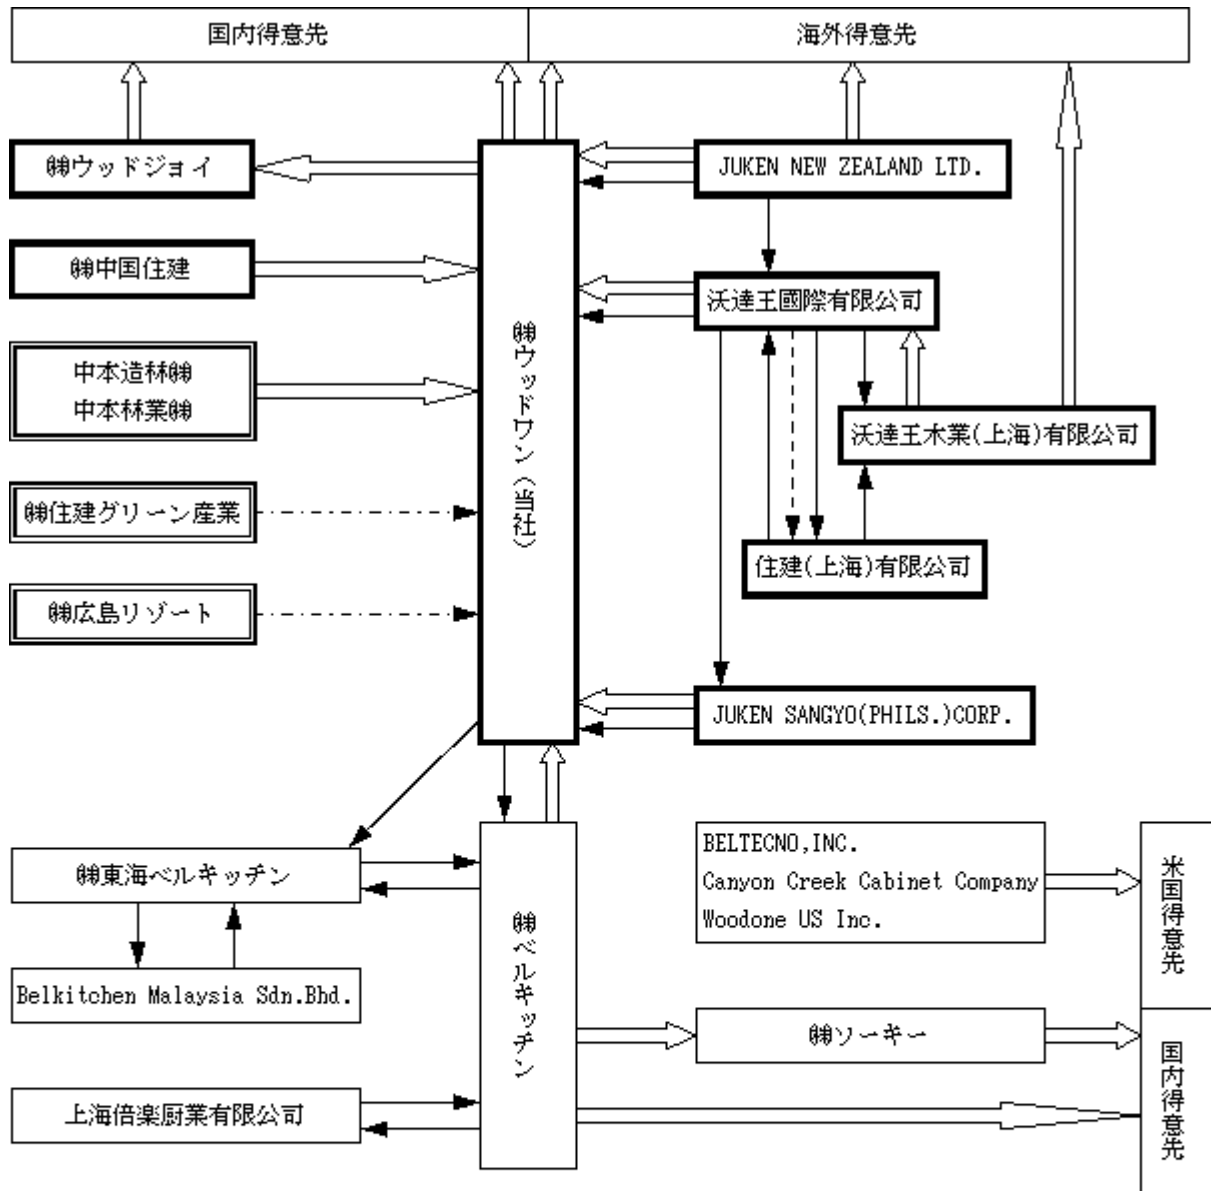 国内得意先
海外得意先
㈱ウッドジョイ
JUKEN NEW ZEALAND LTD.
㈱中国住建
沃達王國際有限公司
㈱ウッドワン(当社)
中本造林㈱
中本林業㈱
沃達王木業(上海)有限公司
㈱住建グリーン産業
住建(上海)有限公司
㈱広島リゾート
JUKEN SANGYO(PHILS.)CORP.
㈱東海ベルキッチン
㈱ベルキッチン
BELTECNO,INC.
Canyon Creek Cabinet Company
Woodone US Inc.
米国得意先
Belkitchen Malaysia Sdn.Bhd.
㈱ソーキー
国内得意先
上海倍楽厨業有限公司